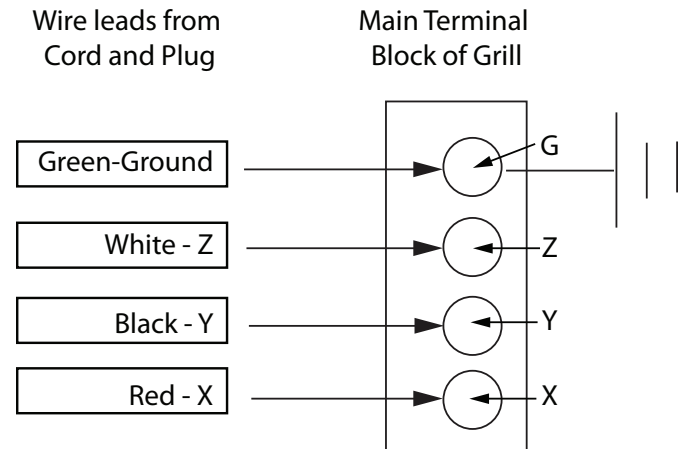 Wire leads from
Cord and Plug
Main Terminal
Block of Grill
Green-Ground
G
White - Z
Z
Black - Y
Y
Red - X
X